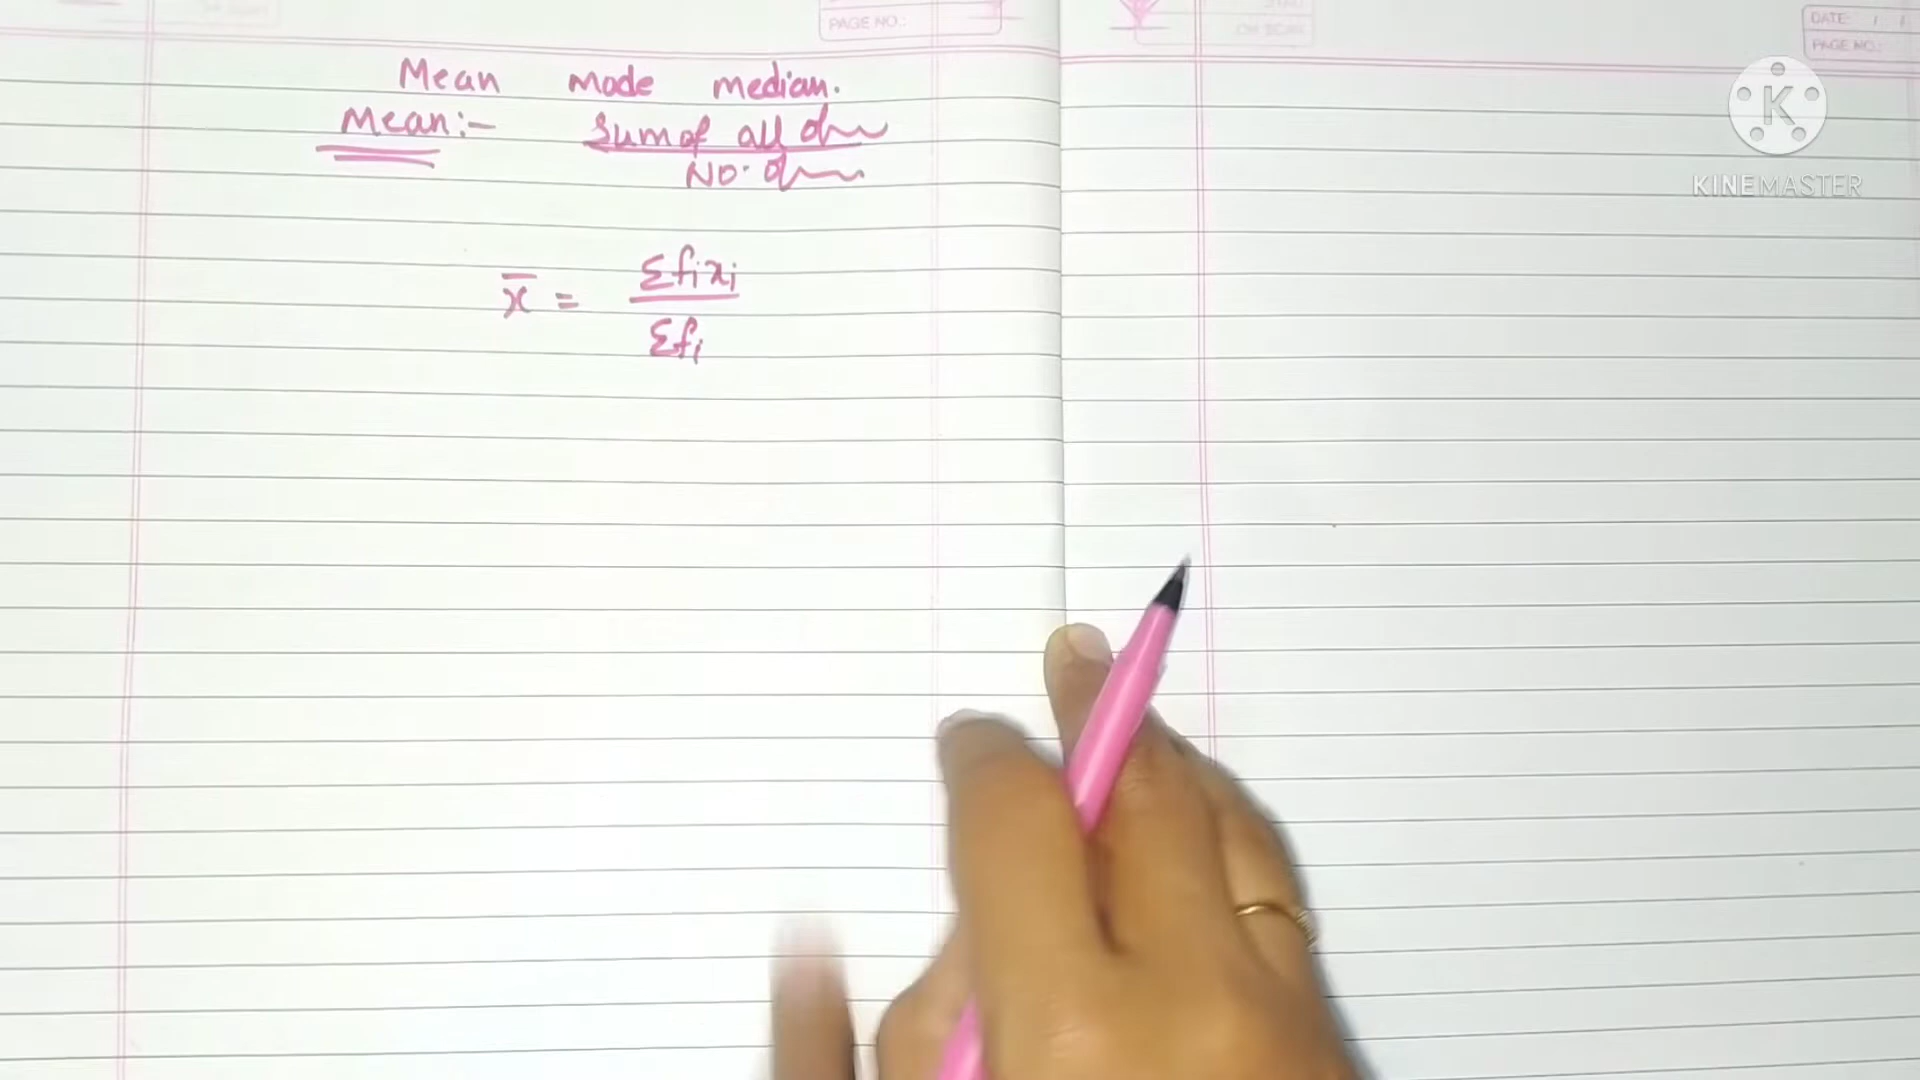 PAGE NO.:
DATE: / /
PAGE NO.:
Mean mode median.
Mean:- Sum of all
No.
x̄ = Σfixi
Σfi
KINEMASTER